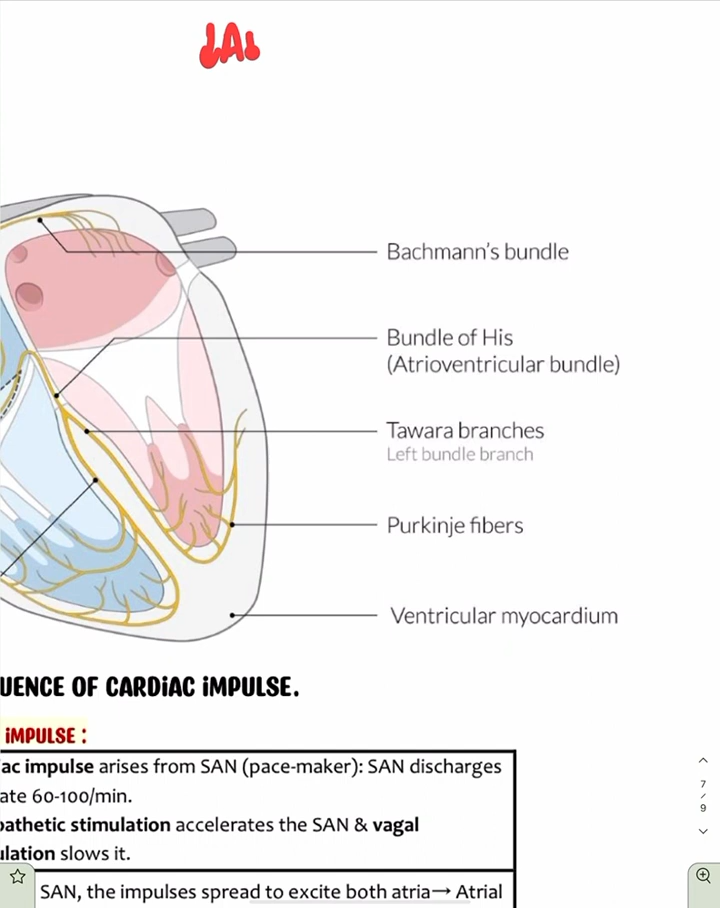 Bachmann's bundle
Bundle of His
(Atrioventricular bundle)
Tawara branches
Left bundle branch
Purkinje fibers
Ventricular myocardium
UENCE OF CARDiAC iMPULSE.
iMPULSE :
ac impulse arises from SAN (pace-maker): SAN discharges
ate 60-100/min.
pathetic stimulation accelerates the SAN & vagal
ulation slows it.
SAN, the impulses spread to excite both atria→ Atrial
7
/
9